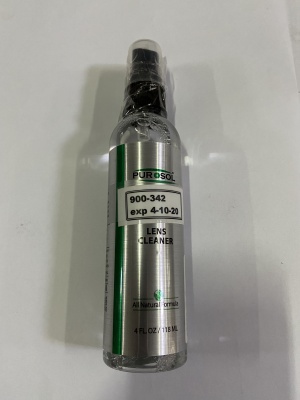 PUROSOL
900-342
exp 4-10-20
LENS
CLEANER
All Natural Formula
4 FL OZ / 118 ML